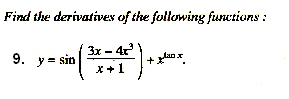 Find the derivatives of the following functions :
9. y = sin ( (3x − 4x³) / (x + 1) ) + x^(tan x).